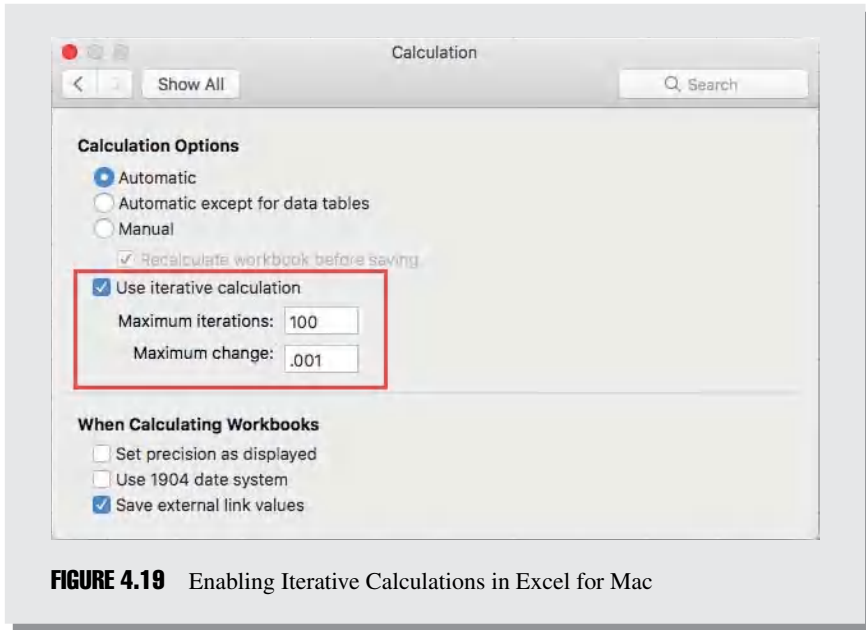 Calculation
Show All
Search
Calculation Options
Automatic
Automatic except for data tables
Manual
Recalculate workbook before saving
Use iterative calculation
Maximum iterations: 100
Maximum change: .001
When Calculating Workbooks
Set precision as displayed
Use 1904 date system
Save external link values
FIGURE 4.19 Enabling Iterative Calculations in Excel for Mac